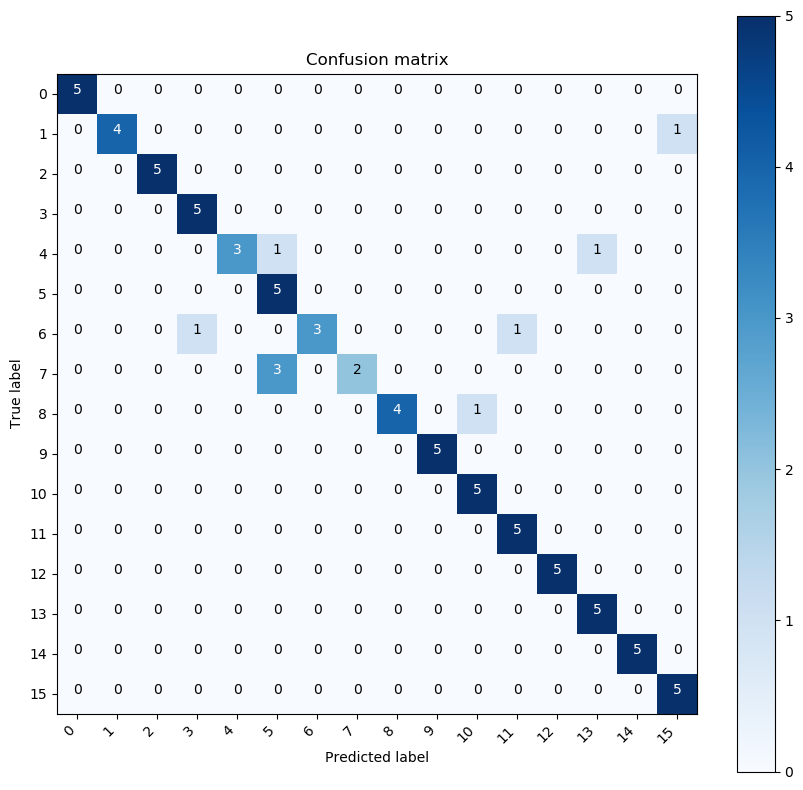 Confusion matrix
0 5 0 0 0 0 0 0 0 0 0 0 0 0 0 0 0
1 0 4 0 0 0 0 0 0 0 0 0 0 0 0 0 1
2 0 0 5 0 0 0 0 0 0 0 0 0 0 0 0 0
3 0 0 0 5 0 0 0 0 0 0 0 0 0 0 0 0
4 0 0 0 0 3 1 0 0 0 0 0 0 0 1 0 0
5 0 0 0 0 0 5 0 0 0 0 0 0 0 0 0 0
6 0 0 0 1 0 0 3 0 0 0 0 1 0 0 0 0
7 0 0 0 0 0 3 0 2 0 0 0 0 0 0 0 0
8 0 0 0 0 0 0 0 0 4 0 1 0 0 0 0 0
9 0 0 0 0 0 0 0 0 0 5 0 0 0 0 0 0
10 0 0 0 0 0 0 0 0 0 0 5 0 0 0 0 0
11 0 0 0 0 0 0 0 0 0 0 0 5 0 0 0 0
12 0 0 0 0 0 0 0 0 0 0 0 0 5 0 0 0
13 0 0 0 0 0 0 0 0 0 0 0 0 0 5 0 0
14 0 0 0 0 0 0 0 0 0 0 0 0 0 0 5 0
15 0 0 0 0 0 0 0 0 0 0 0 0 0 0 0 5
0 1 2 3 4 5 6 7 8 9 10 11 12 13 14 15
True label
Predicted label
5
4
3
2
1
0